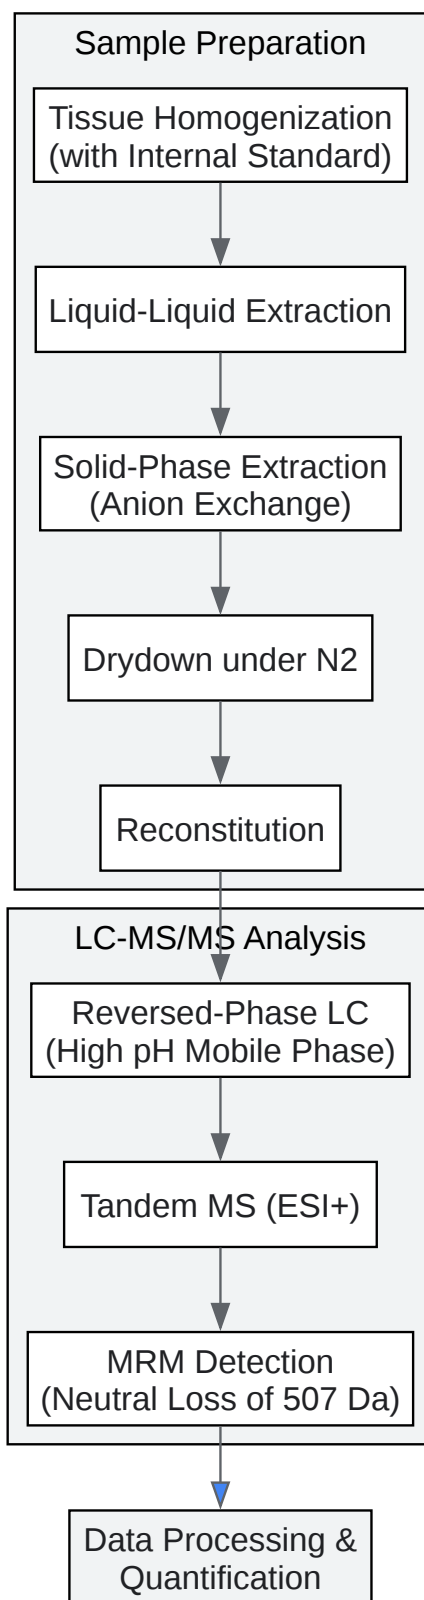 Sample Preparation
Tissue Homogenization
(with Internal Standard)
Liquid-Liquid Extraction
Solid-Phase Extraction
(Anion Exchange)
Drydown under N2
Reconstitution
LC-MS/MS Analysis
Reversed-Phase LC
(High pH Mobile Phase)
Tandem MS (ESI+)
MRM Detection
(Neutral Loss of 507 Da)
Data Processing &
Quantification